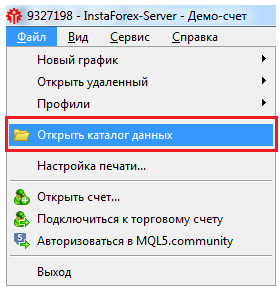 9327198 - InstaForex-Server - Демо-счет
Файл Вид Сервис Справка
Новый график
Открыть удаленный
Профили
Открыть каталог данных
Настройка печати...
Открыть счет...
Подключиться к торговому счету
Авторизоваться в MQL5.community
Выход